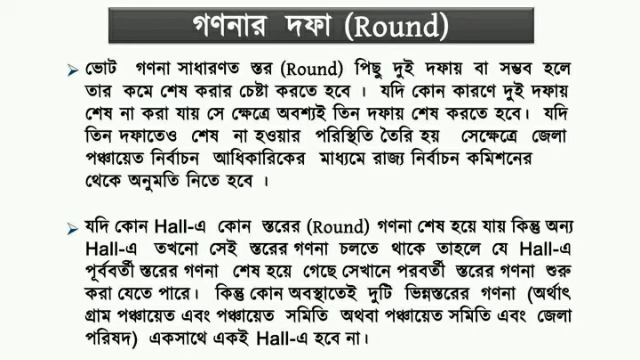 গণনার দফা (Round)
ভোট গণনা সাধারণত স্তর (Round) পিছু দুই দফায় বা সম্ভব হলে
তার কমে শেষ করার চেষ্টা করতে হবে । যদি কোন কারণে দুই দফায়
শেষ না করা যায় সে ক্ষেত্রে অবশ্যই তিন দফায় শেষ করতে হবে। যদি
তিন দফাতেও শেষ না হওয়ার পরিস্থিতি তৈরি হয় সেক্ষেত্রে জেলা
পঞ্চায়েত নির্বাচন আধিকারিকের মাধ্যমে রাজ্য নির্বাচন কমিশনের
থেকে অনুমতি নিতে হবে ।
যদি কোন Hall-এ কোন স্তরের (Round) গণনা শেষ হয়ে যায় কিন্তু অন্য
Hall-এ তখনো সেই স্তরের গণনা চলতে থাকে তাহলে যে Hall-এ
পূর্ববর্তী স্তরের গণনা শেষ হয়ে গেছে সেখানে পরবর্তী স্তরের গণনা শুরু
করা যেতে পারে। কিন্তু কোন অবস্থাতেই দুটি ভিন্নস্তরের গণনা (অর্থাৎ
গ্রাম পঞ্চায়েত এবং পঞ্চায়েত সমিতি অথবা পঞ্চায়েত সমিতি এবং জেলা
পরিষদ) একসাথে একই Hall-এ হবে না।